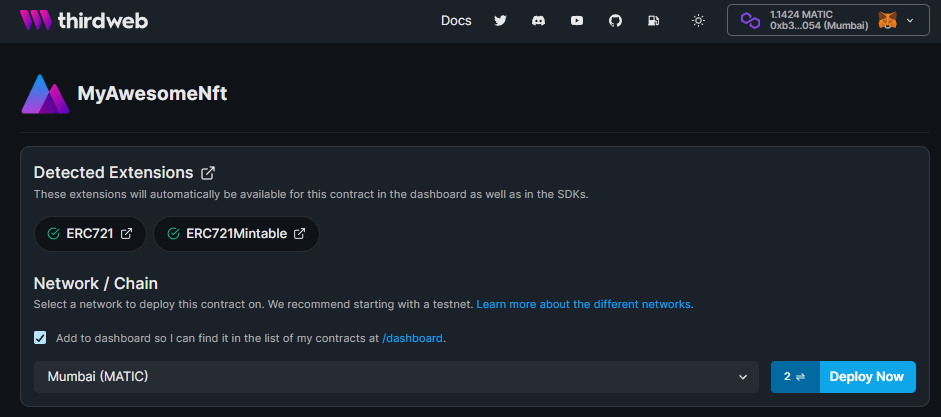 thirdweb
Docs
1.1424 MATIC
0xb3...054 (Mumbai)
MyAwesomeNft
Detected Extensions
These extensions will automatically be available for this contract in the dashboard as well as in the SDKs.
ERC721
ERC721Mintable
Network / Chain
Select a network to deploy this contract on. We recommend starting with a testnet. Learn more about the different networks.
Add to dashboard so I can find it in the list of my contracts at /dashboard.
Mumbai (MATIC)
2
Deploy Now